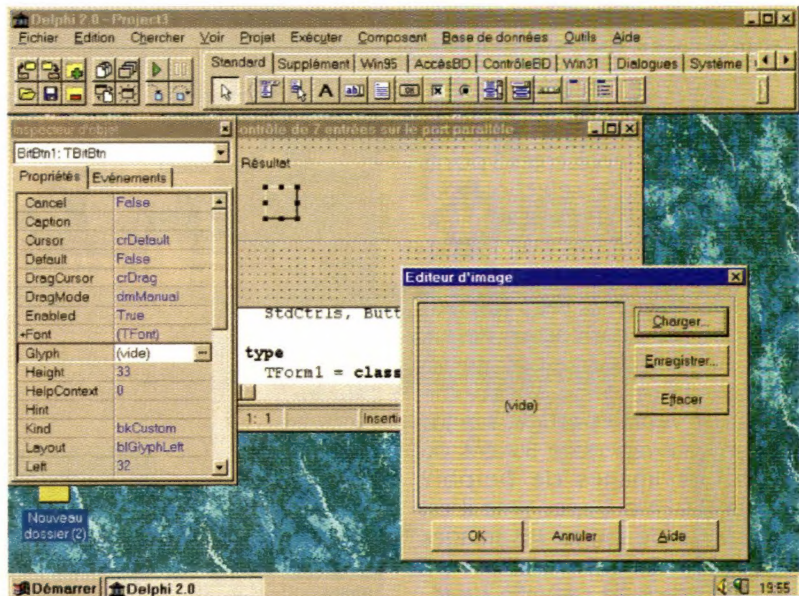 Delphi 2.0 - Project3
Fichier Edition Chercher Voir Projet Exécuter Composant Base de données Outils Aide
Standard Supplément Win95 AccèsBD ContrôleBD Win31 Dialogues Système
Inspecteur d'objet
BitBtn1: TBitBtn
Propriétés Evénements
Cancel False
Caption
Cursor crDefault
Default False
DragCursor crDrag
DragMode dmManual
Enabled True
+Font (TFont)
Glyph (vide) ...
Height 33
HelpContext 0
Hint
Kind bkCustom
Layout blGlyphLeft
Left 32
ontrôle de 7 entrées sur le port parallèle
Résultat
StdCtrls, Butt
type
TForm1 = class
1: 1 Inserti
Editeur d'image
(vide)
Charger...
Enregistrer...
Effacer
OK Annuler Aide
Nouveau
dossier (2)
Démarrer Delphi 2.0 19:55